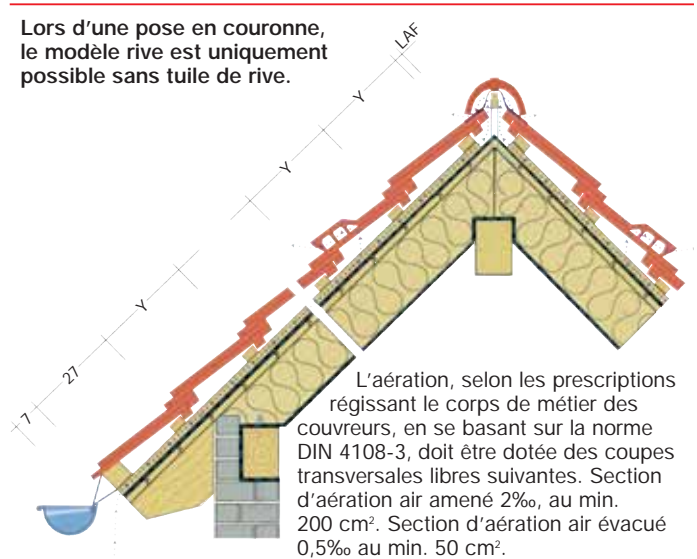 Lors d'une pose en couronne,
le modèle rive est uniquement
possible sans tuile de rive.
LAF
Y
Y
Y
27
7
L'aération, selon les prescriptions
régissant le corps de métier des
couvreurs, en se basant sur la norme
DIN 4108-3, doit être dotée des coupes
transversales libres suivantes. Section
d'aération air amené 2‰, au min.
200 cm². Section d'aération air évacué
0,5‰ au min. 50 cm².